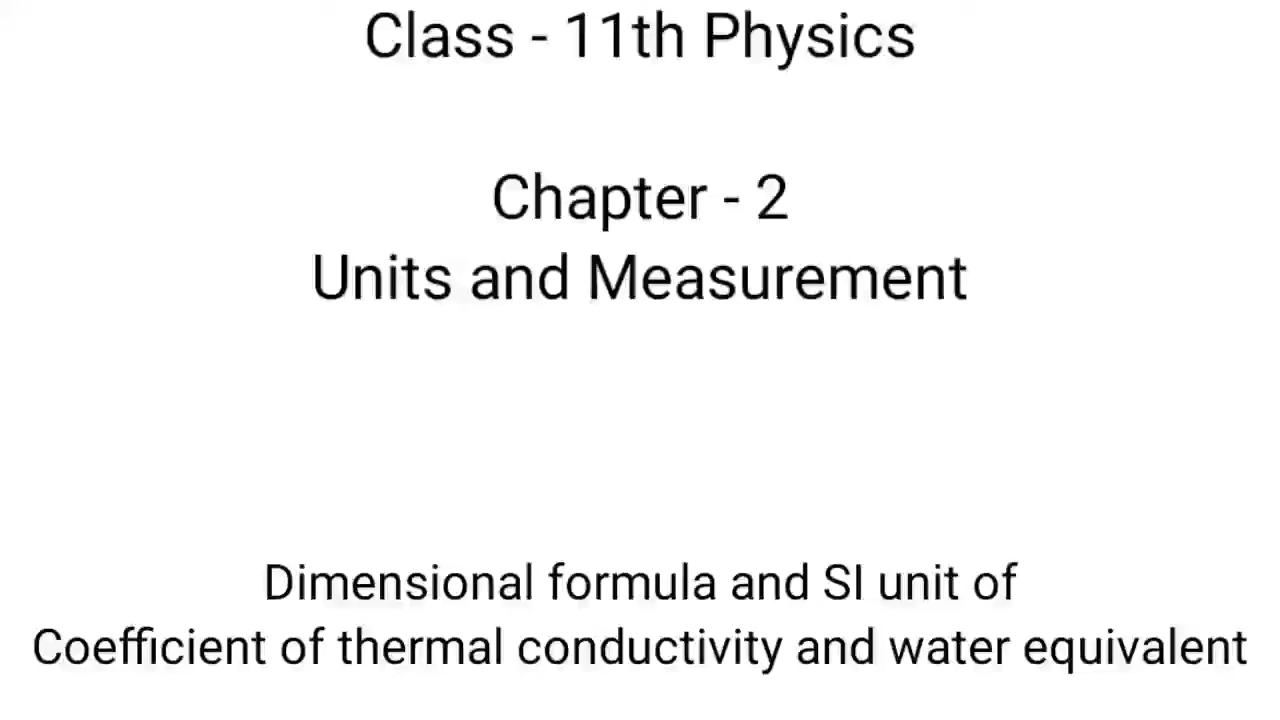 Class - 11th Physics
Chapter - 2
Units and Measurement
Dimensional formula and SI unit of
Coefficient of thermal conductivity and water equivalent